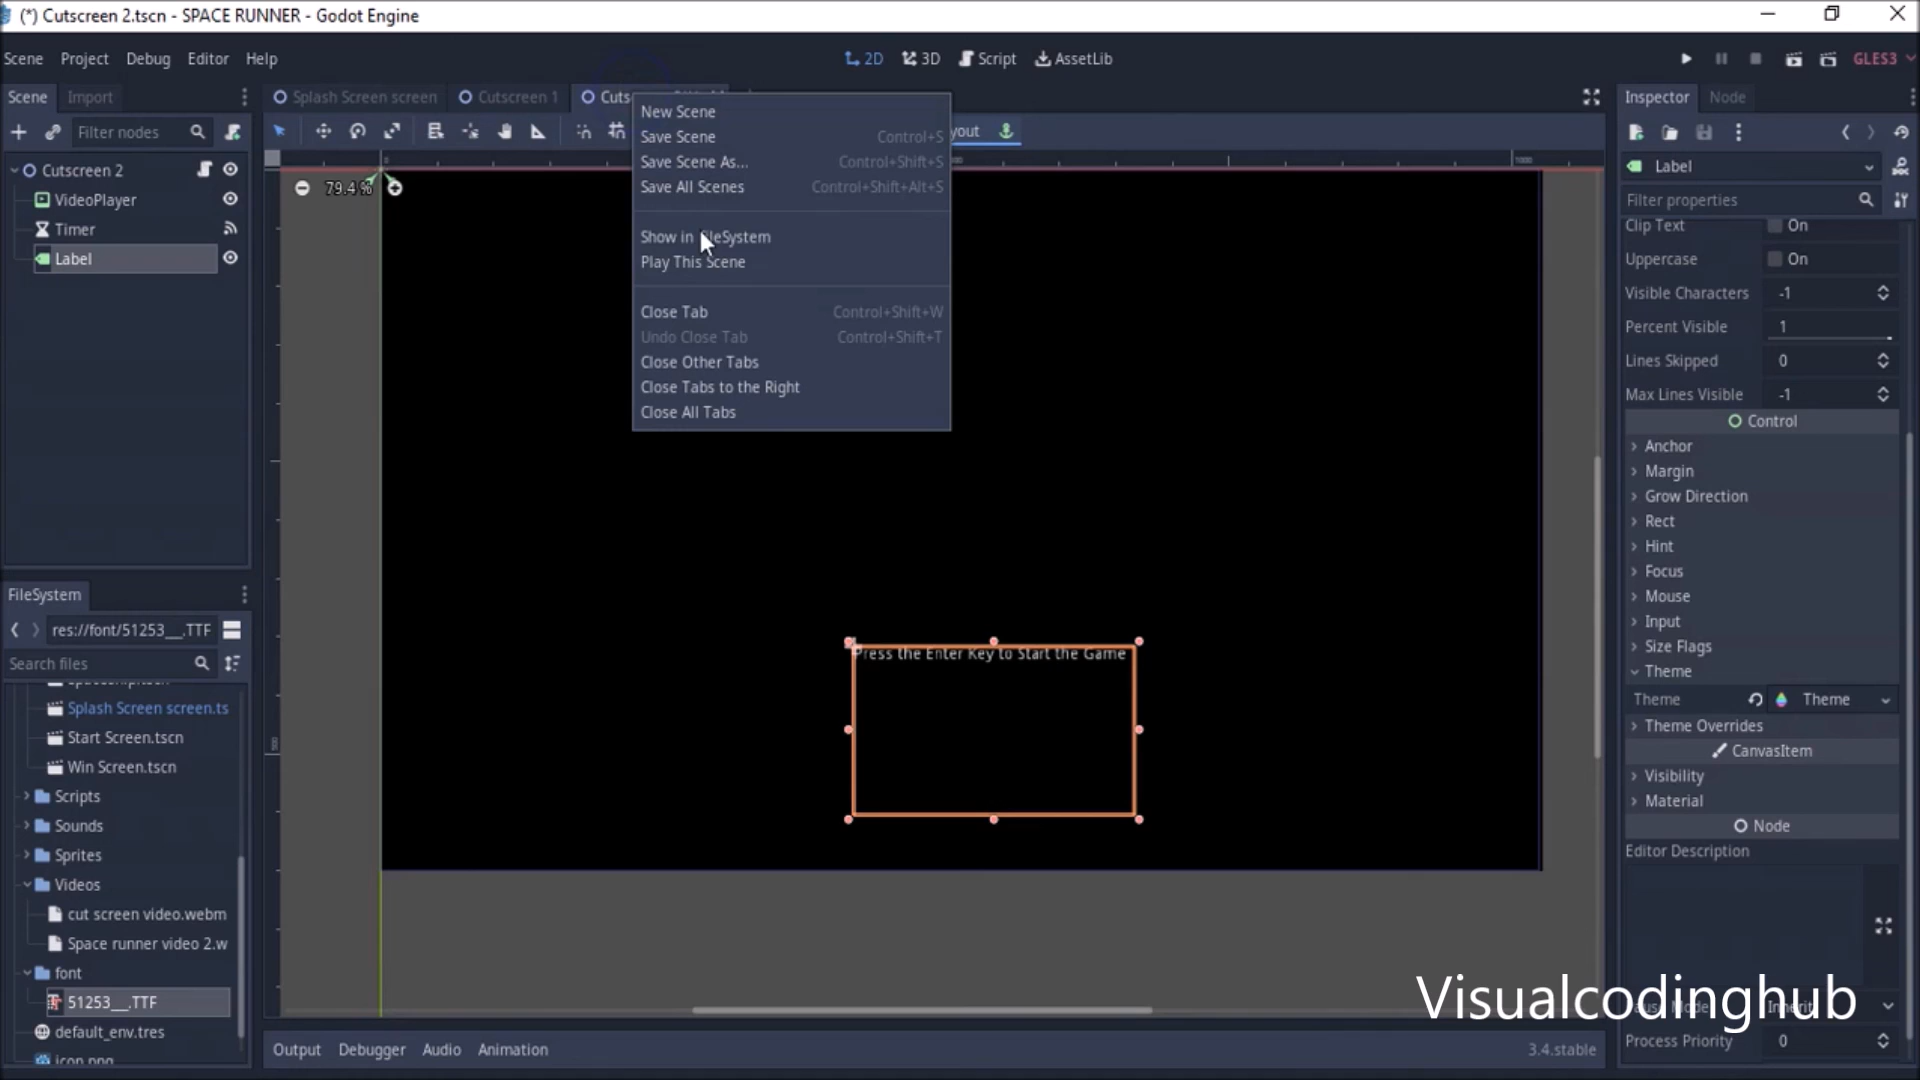 (*) Cutscreen 2.tscn - SPACE RUNNER - Godot Engine
Scene Project Debug Editor Help
2D 3D Script AssetLib
GLES3
Scene Import
Splash Screen screen Cutscreen 1
Inspector Node
Filter nodes
Label
Filter properties
Cutscreen 2
VideoPlayer
Timer
Label
79.4 %
New Scene
Save Scene Control+S
Save Scene As... Control+Shift+S
Save All Scenes Control+Shift+Alt+S
Show in FileSystem
Play This Scene
Close Tab Control+Shift+W
Undo Close Tab Control+Shift+T
Close Other Tabs
Close Tabs to the Right
Close All Tabs
Press the Enter Key to Start the Game
Clip Text On
Uppercase On
Visible Characters -1
Percent Visible 1
Lines Skipped 0
Max Lines Visible -1
Control
Anchor
Margin
Grow Direction
Rect
Hint
Focus
Mouse
Input
Size Flags
Theme
Theme Theme
Theme Overrides
CanvasItem
Visibility
Material
Node
Editor Description
Process Priority 0
FileSystem
res://font/51253__.TTF
Search files
Splash Screen screen.ts
Start Screen.tscn
Win Screen.tscn
Scripts
Sounds
Sprites
Videos
cut screen video.webm
Space runner video 2.w
font
51253__.TTF
default_env.tres
icon.png
Output Debugger Audio Animation
3.4.stable
Visualcodinghub